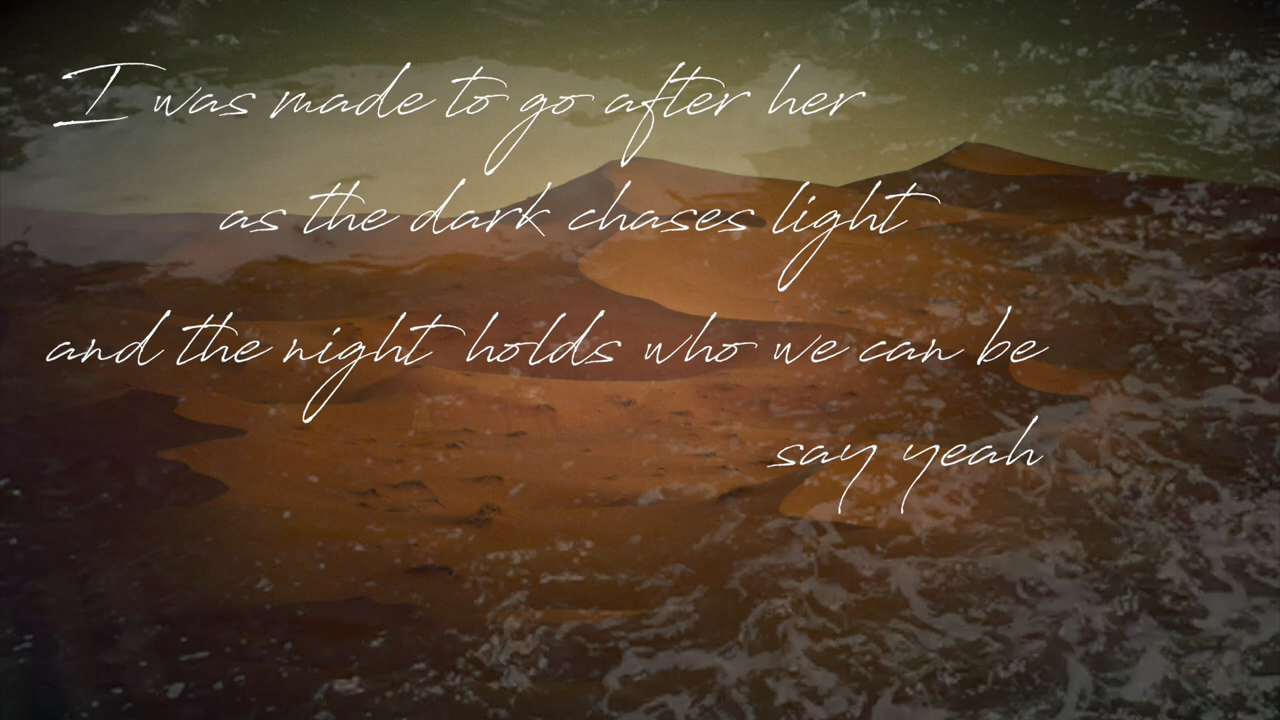 I was made to go after her
as the dark chases light
and the night holds who we can be
say yeah